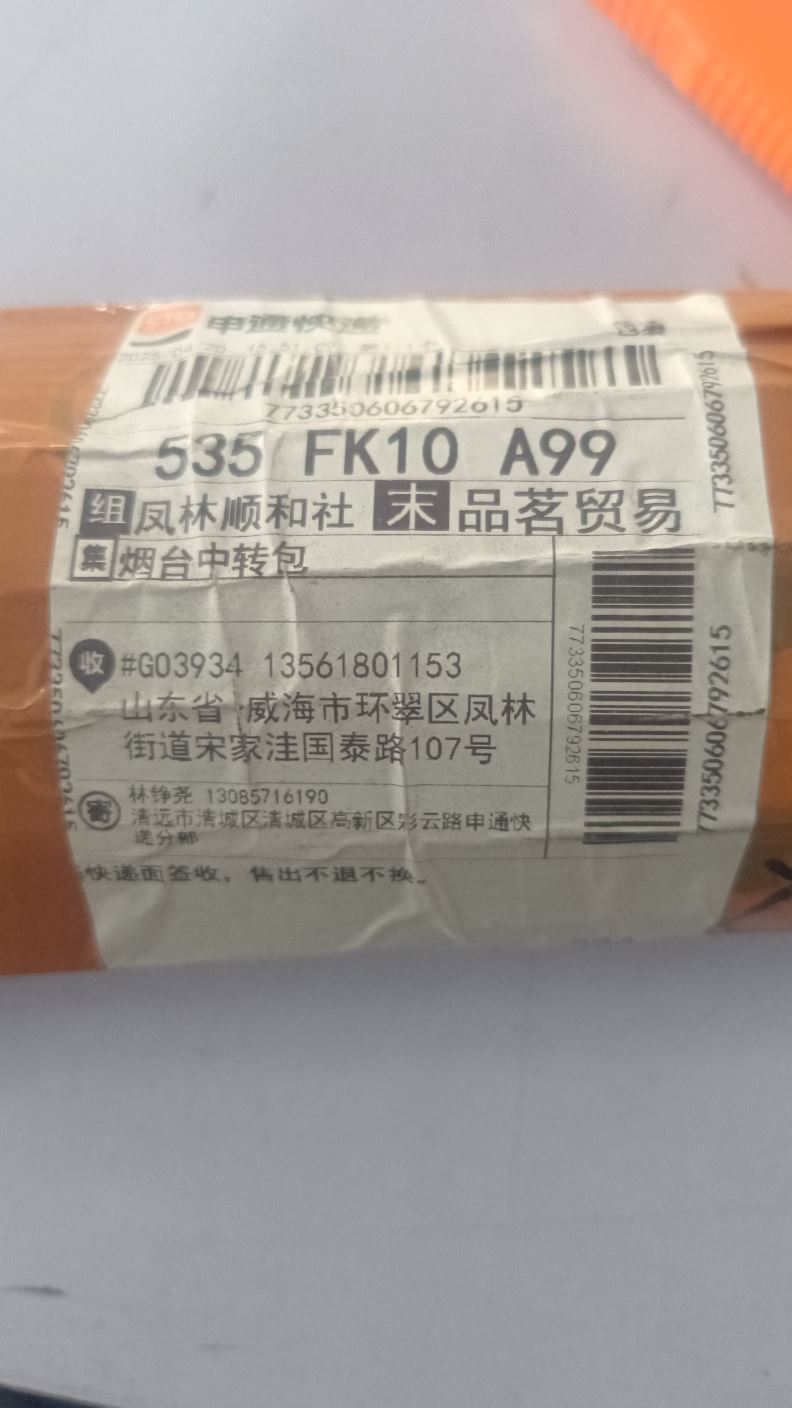 STO 申通快递
773350606792615
535 FK10 A99
组 凤林顺和社 末 品茗贸易
集 烟台中转包
收 #G03934 13561801153
山东省 威海市环翠区凤林
街道宋家洼国泰路107号
寄 林铮尧 13085716190
清远市清城区清城区高新区彩云路申通快
递分部
快递面签收，售出不退不换。
773350606792615
773350606792615
773350606792615